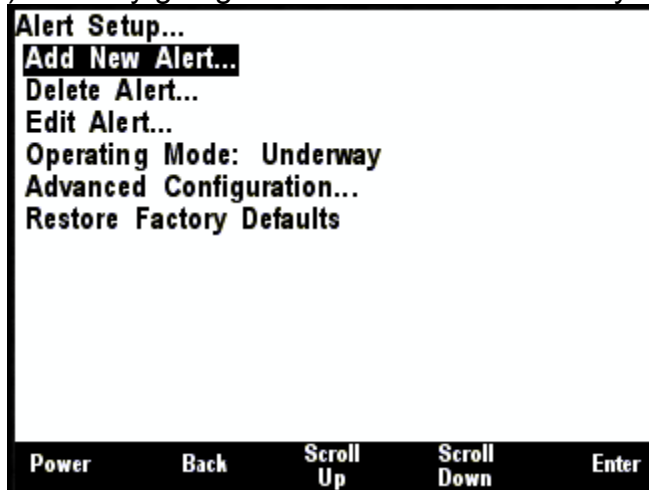 Alert Setup...
Add New Alert...
Delete Alert...
Edit Alert...
Operating Mode: Underway
Advanced Configuration...
Restore Factory Defaults
Power Back Scroll Up Scroll Down Enter